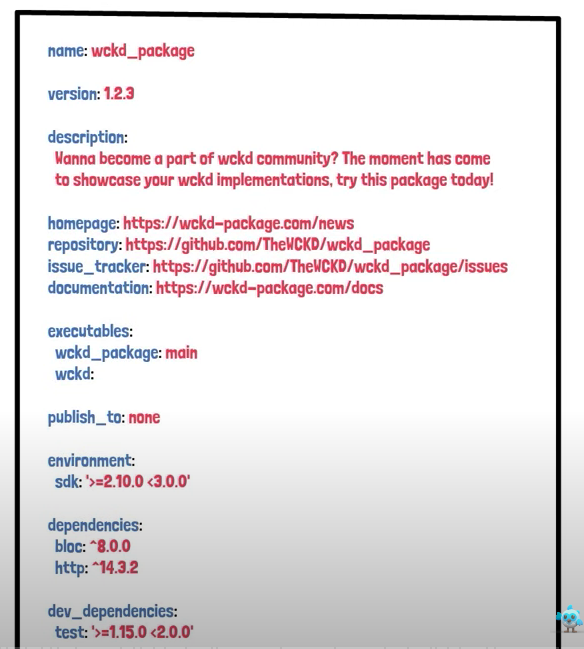 name: wckd_package
version: 1.2.3
description:
Wanna become a part of wckd community? The moment has come
to showcase your wckd implementations, try this package today!
homepage: https://wckd-package.com/news
repository: https://github.com/TheWCKD/wckd_package
issue_tracker: https://github.com/TheWCKD/wckd_package/issues
documentation: https://wckd-package.com/docs
executables:
wckd_package: main
wckd:
publish_to: none
environment:
sdk: '>=2.10.0 <3.0.0'
dependencies:
bloc: ^8.0.0
http: ^14.3.2
dev_dependencies:
test: '>=1.15.0 <2.0.0'